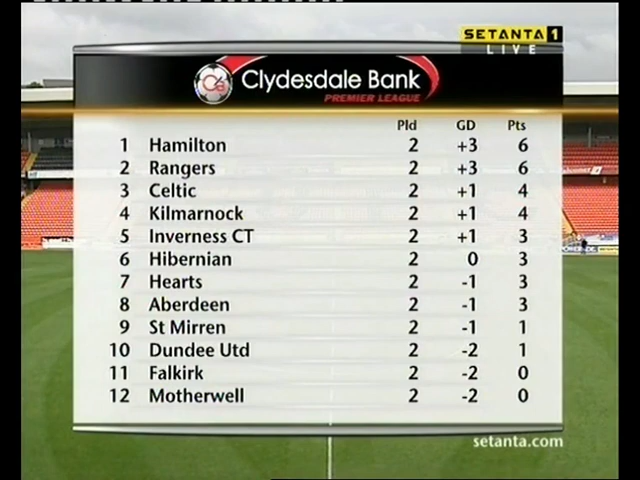 SETANTA 1
LIVE
Clydesdale Bank
PREMIER LEAGUE
Pld GD Pts
1 Hamilton 2 +3 6
2 Rangers 2 +3 6
3 Celtic 2 +1 4
4 Kilmarnock 2 +1 4
5 Inverness CT 2 +1 3
6 Hibernian 2 0 3
7 Hearts 2 -1 3
8 Aberdeen 2 -1 3
9 St Mirren 2 -1 1
10 Dundee Utd 2 -2 1
11 Falkirk 2 -2 0
12 Motherwell 2 -2 0
setanta.com